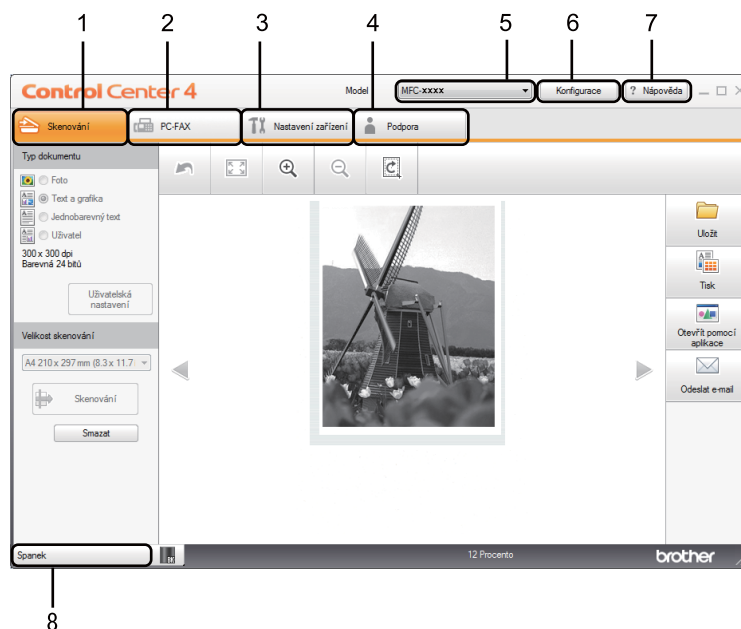 1 2 3 4 5 6 7
Control Center 4
Model
MFC-xxxx
Konfigurace
? Nápověda
Skenování
PC-FAX
Nastavení zařízení
Podpora
Typ dokumentu
Foto
Text a grafika
Jednobarevný text
Uživatel
300 x 300 dpi
Barevná 24 bitů
Uživatelská
nastavení
Velikost skenování
A4 210 x 297 mm (8.3 x 11.7
Skenování
Smazat
Uložit
Tisk
Otevřít pomocí
aplikace
Odeslat e-mail
Spanek
BK
12 Procento
brother
8